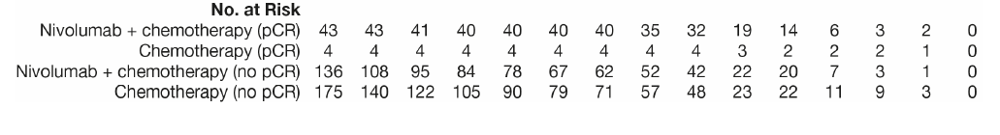 No. at Risk
Nivolumab + chemotherapy (pCR) 43 43 41 40 40 40 40 35 32 19 14 6 3 2 0
Chemotherapy (pCR) 4 4 4 4 4 4 4 4 4 3 2 2 2 1 0
Nivolumab + chemotherapy (no pCR) 136 108 95 84 78 67 62 52 42 22 20 7 3 1 0
Chemotherapy (no pCR) 175 140 122 105 90 79 71 57 48 23 22 11 9 3 0